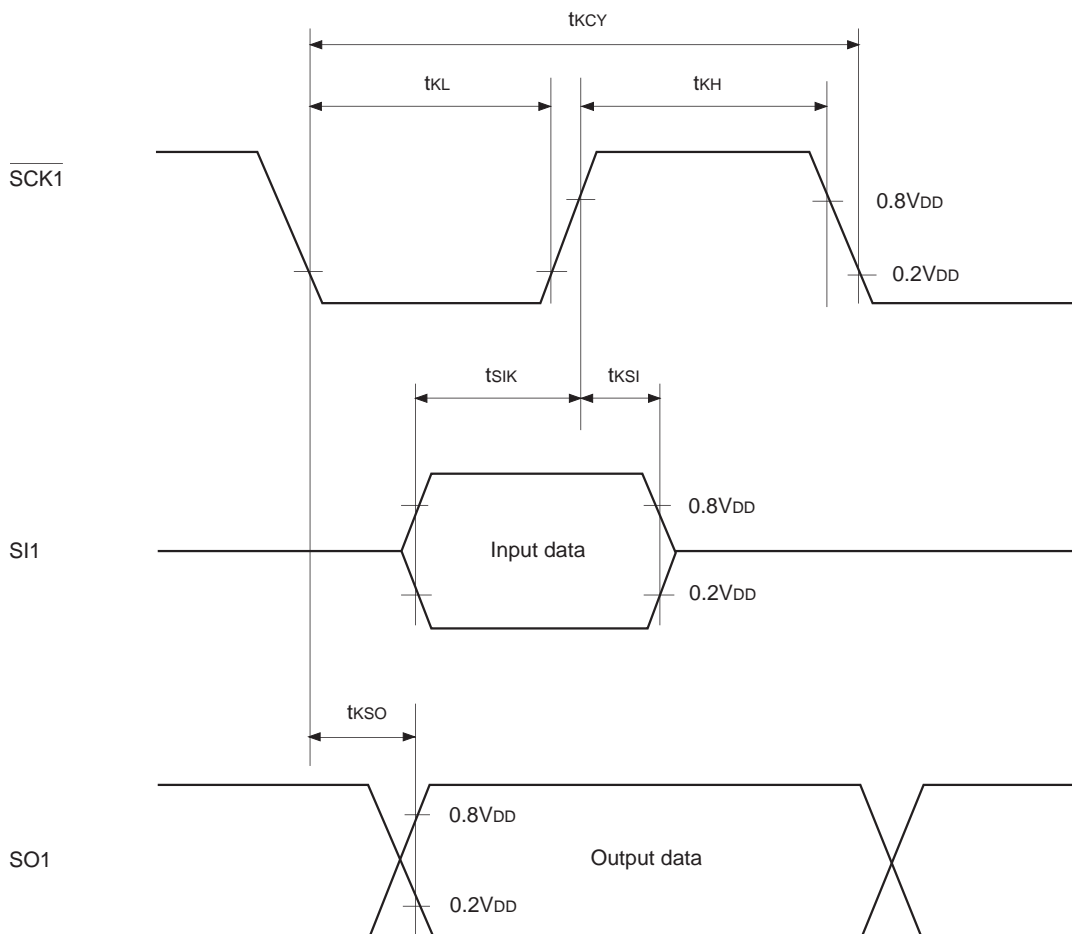 tKCY
tKL
tKH
SCK1
0.8VDD
0.2VDD
tSIK
tKSI
0.8VDD
SI1
Input data
0.2VDD
tKSO
0.8VDD
SO1
Output data
0.2VDD